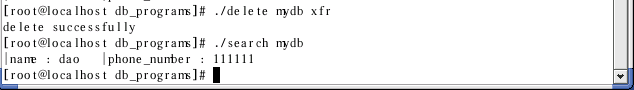 [root@localhost db_programs]# ./delete mydb xfr
delete successfully
[root@localhost db_programs]# ./search mydb
|name : dao |phone_number : 111111
[root@localhost db_programs]#